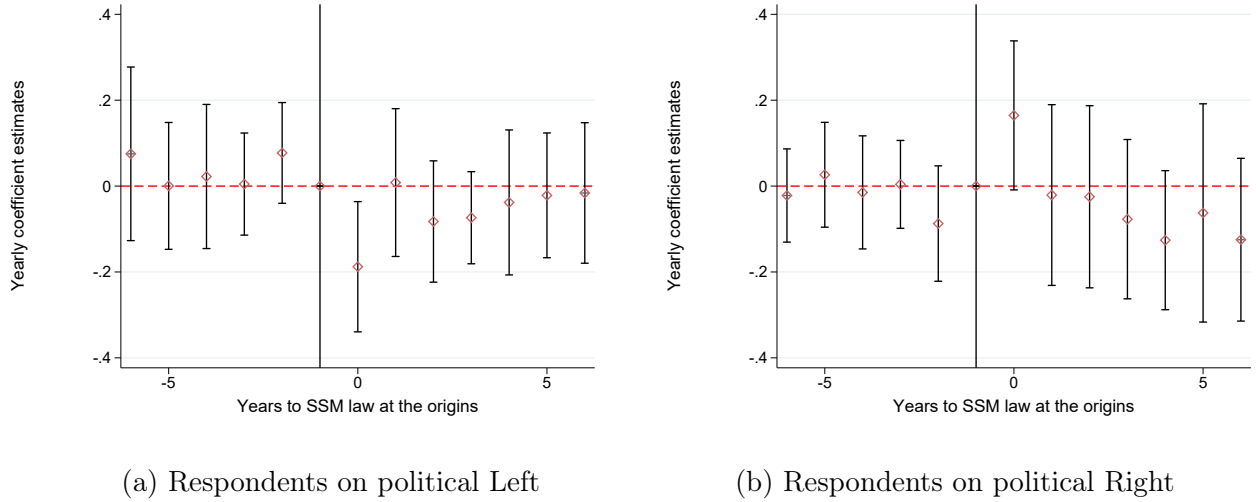 .4
.2
0
-.2
-.4
Yearly coefficient estimates
-5
0
5
Years to SSM law at the origins
(a) Respondents on political Left
.4
.2
0
-.2
-.4
Yearly coefficient estimates
-5
0
5
Years to SSM law at the origins
(b) Respondents on political Right